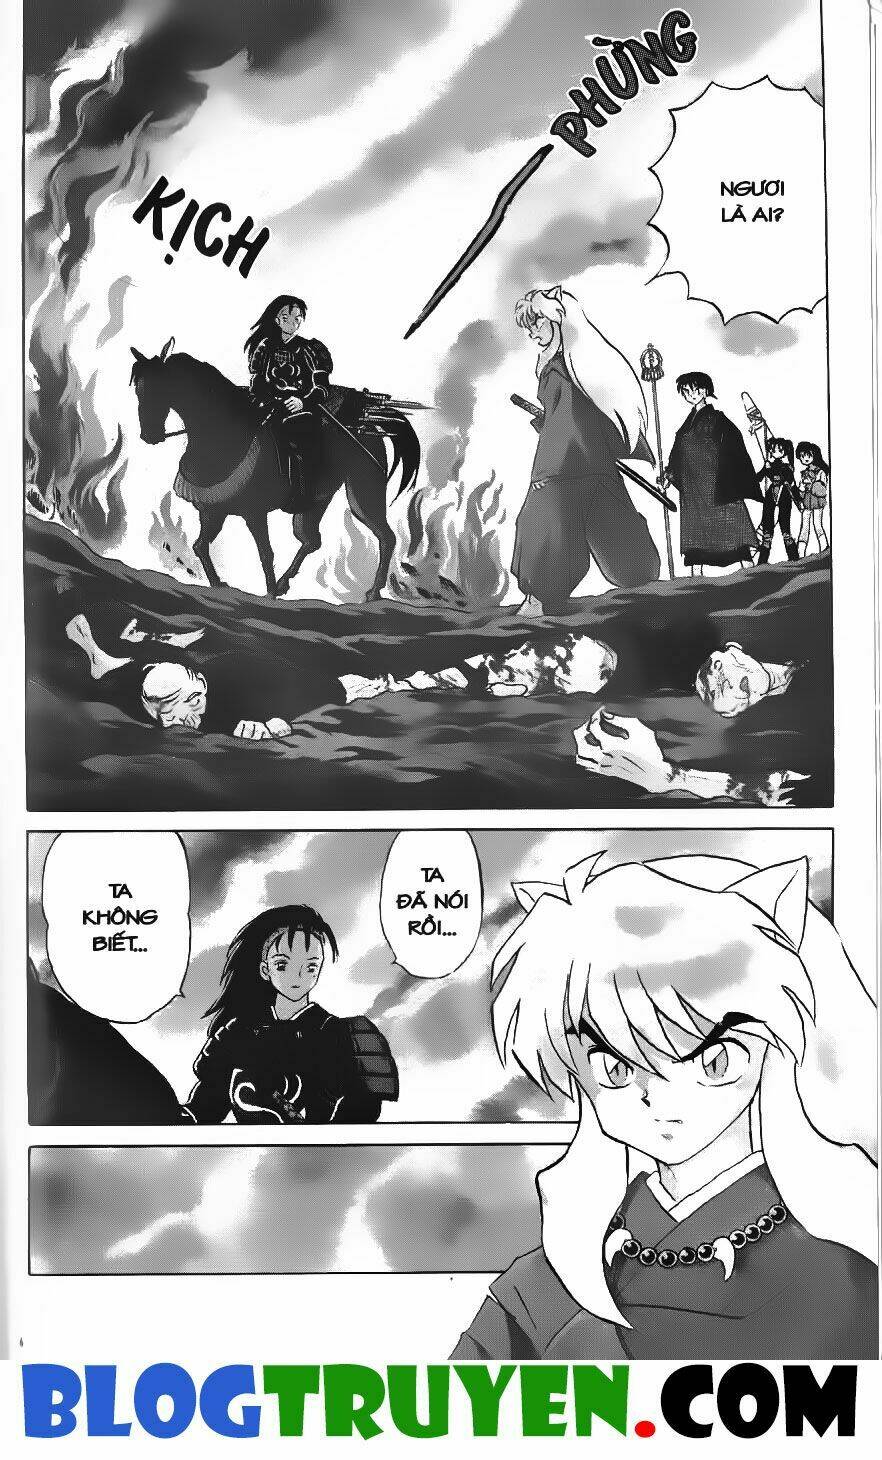 PHÙNG
NGƯƠI
LÀ AI?
KỊCH
TA
ĐÃ NÓI
RỒI...
TA
KHÔNG
BIẾT...
BLOGTRUYEN.COM